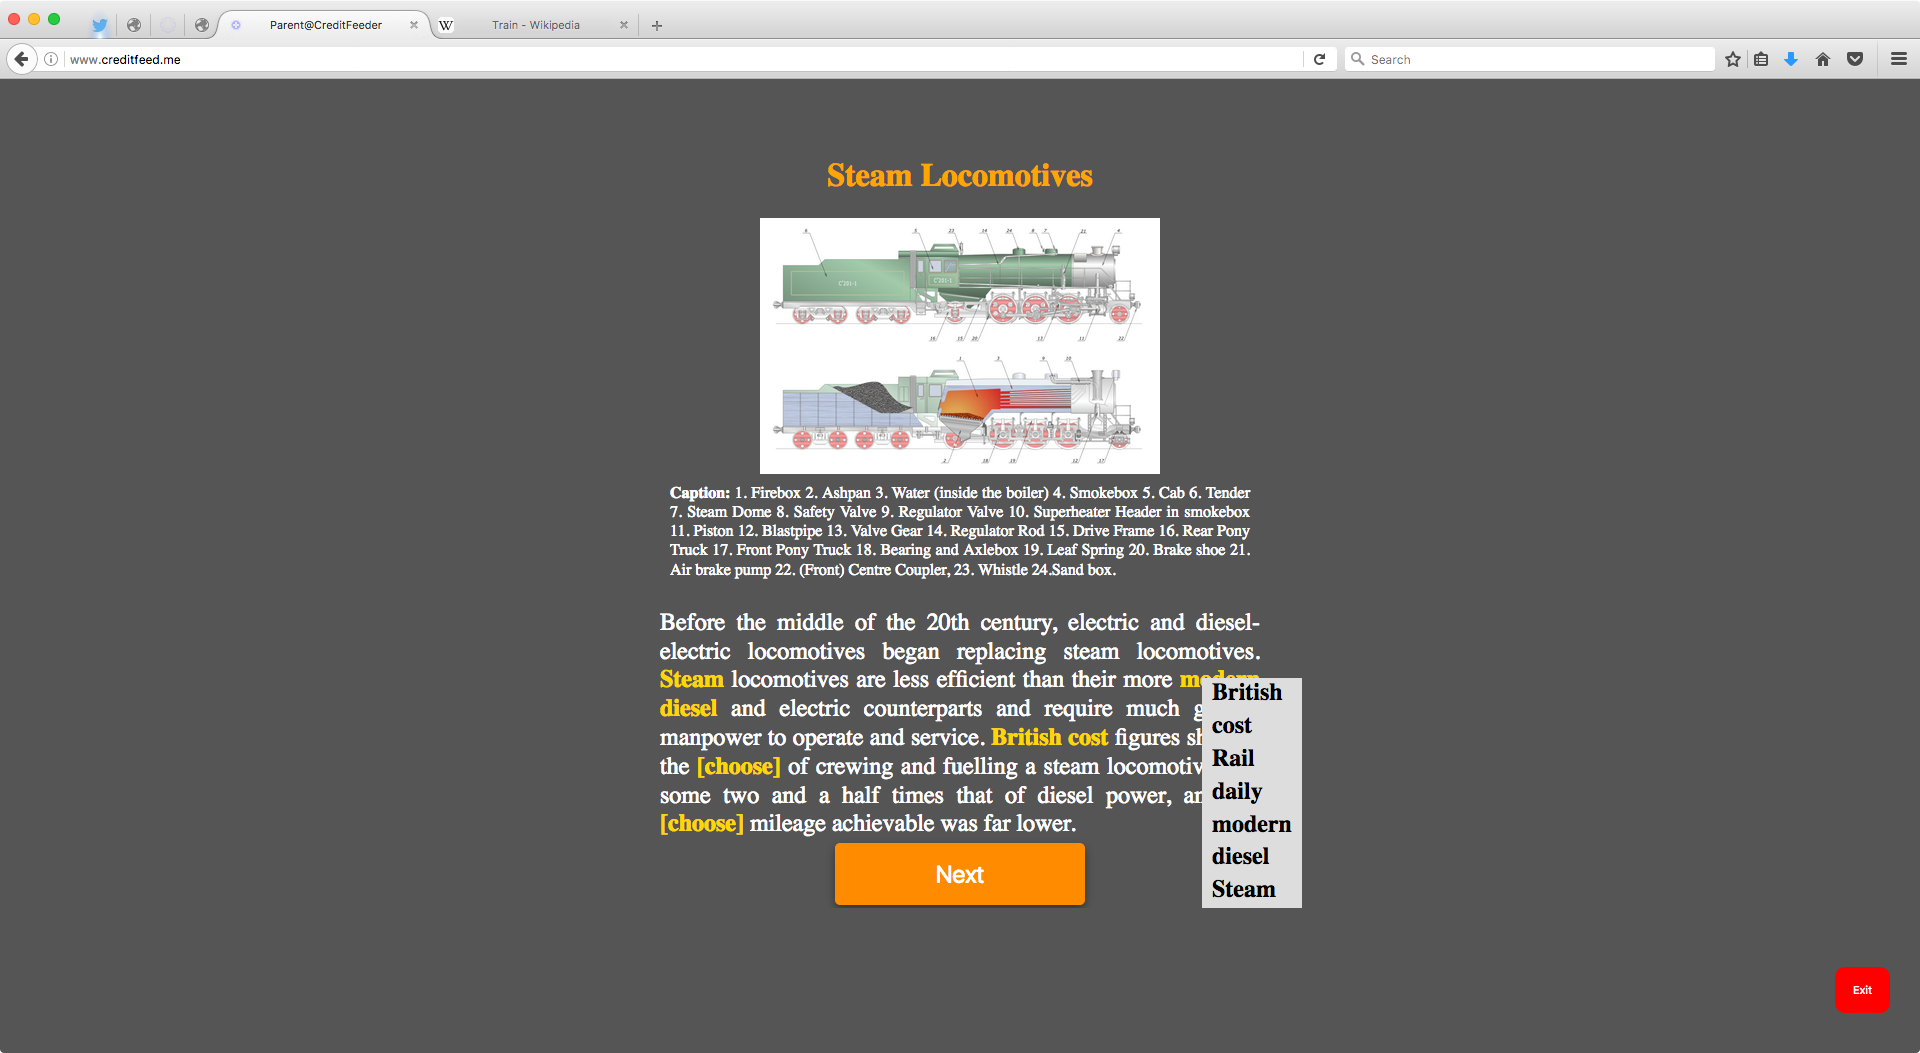 Parent@CreditFeeder
W Train - Wikipedia
www.creditfeed.me
Search
Steam Locomotives
Caption: 1. Firebox 2. Ashpan 3. Water (inside the boiler) 4. Smokebox 5. Cab 6. Tender
7. Steam Dome 8. Safety Valve 9. Regulator Valve 10. Superheater Header in smokebox
11. Piston 12. Blastpipe 13. Valve Gear 14. Regulator Rod 15. Drive Frame 16. Rear Pony
Truck 17. Front Pony Truck 18. Bearing and Axlebox 19. Leaf Spring 20. Brake shoe 21.
Air brake pump 22. (Front) Centre Coupler, 23. Whistle 24.Sand box.
Before the middle of the 20th century, electric and diesel-
electric locomotives began replacing steam locomotives.
Steam locomotives are less efficient than their more modern
diesel and electric counterparts and require much
manpower to operate and service. British cost figures
the [choose] of crewing and fuelling a steam
some two and a half times that of diesel power,
[choose] mileage achievable was far lower.
British
cost
Rail
daily
modern
diesel
Steam
Next
Exit